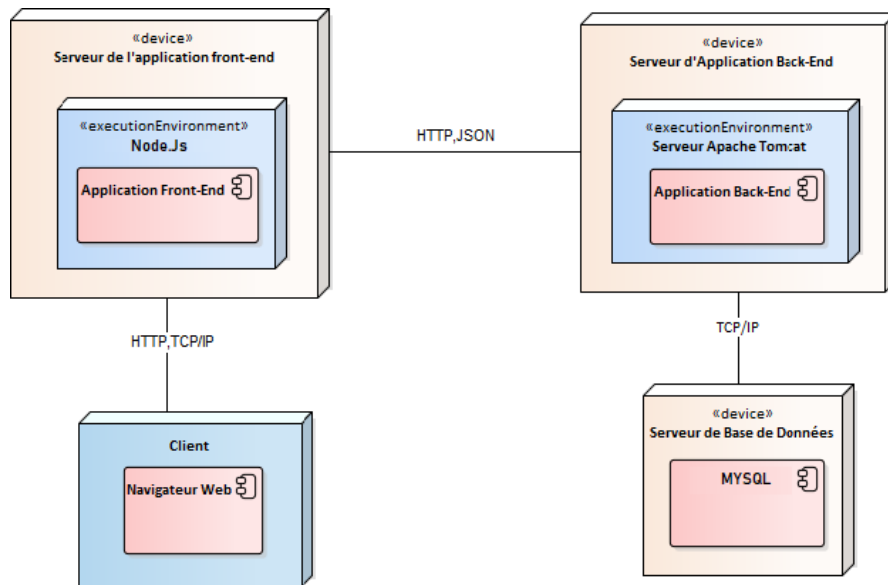 «device»
Serveur de l'application front-end
«executionEnvironment»
Node.Js
Application Front-End
HTTP,JSON
«device»
Serveur d'Application Back-End
«executionEnvironment»
Serveur Apache Tomcat
Application Back-End
HTTP,TCP/IP
TCP/IP
Client
Navigateur Web
«device»
Serveur de Base de Données
MYSQL